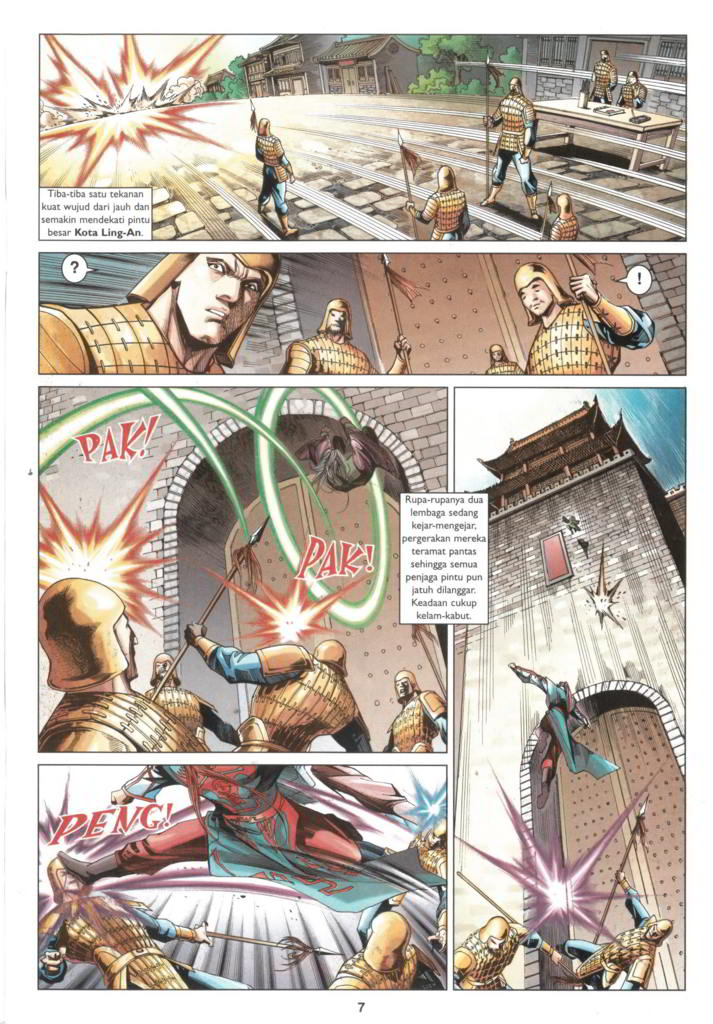 Tiba-tiba satu tekanan
kuat wujud dari jauh dan
semakin mendekati pintu
besar Kota Ling-An.
?
!
PAK!
PAK!
Rupa-rupanya dua
lembaga sedang
kejar-mengejar,
pergerakan mereka
teramat pantas
sehingga semua
penjaga pintu pun
jatuh dilanggar.
Keadaan cukup
kelam-kabut.
PENG!
7